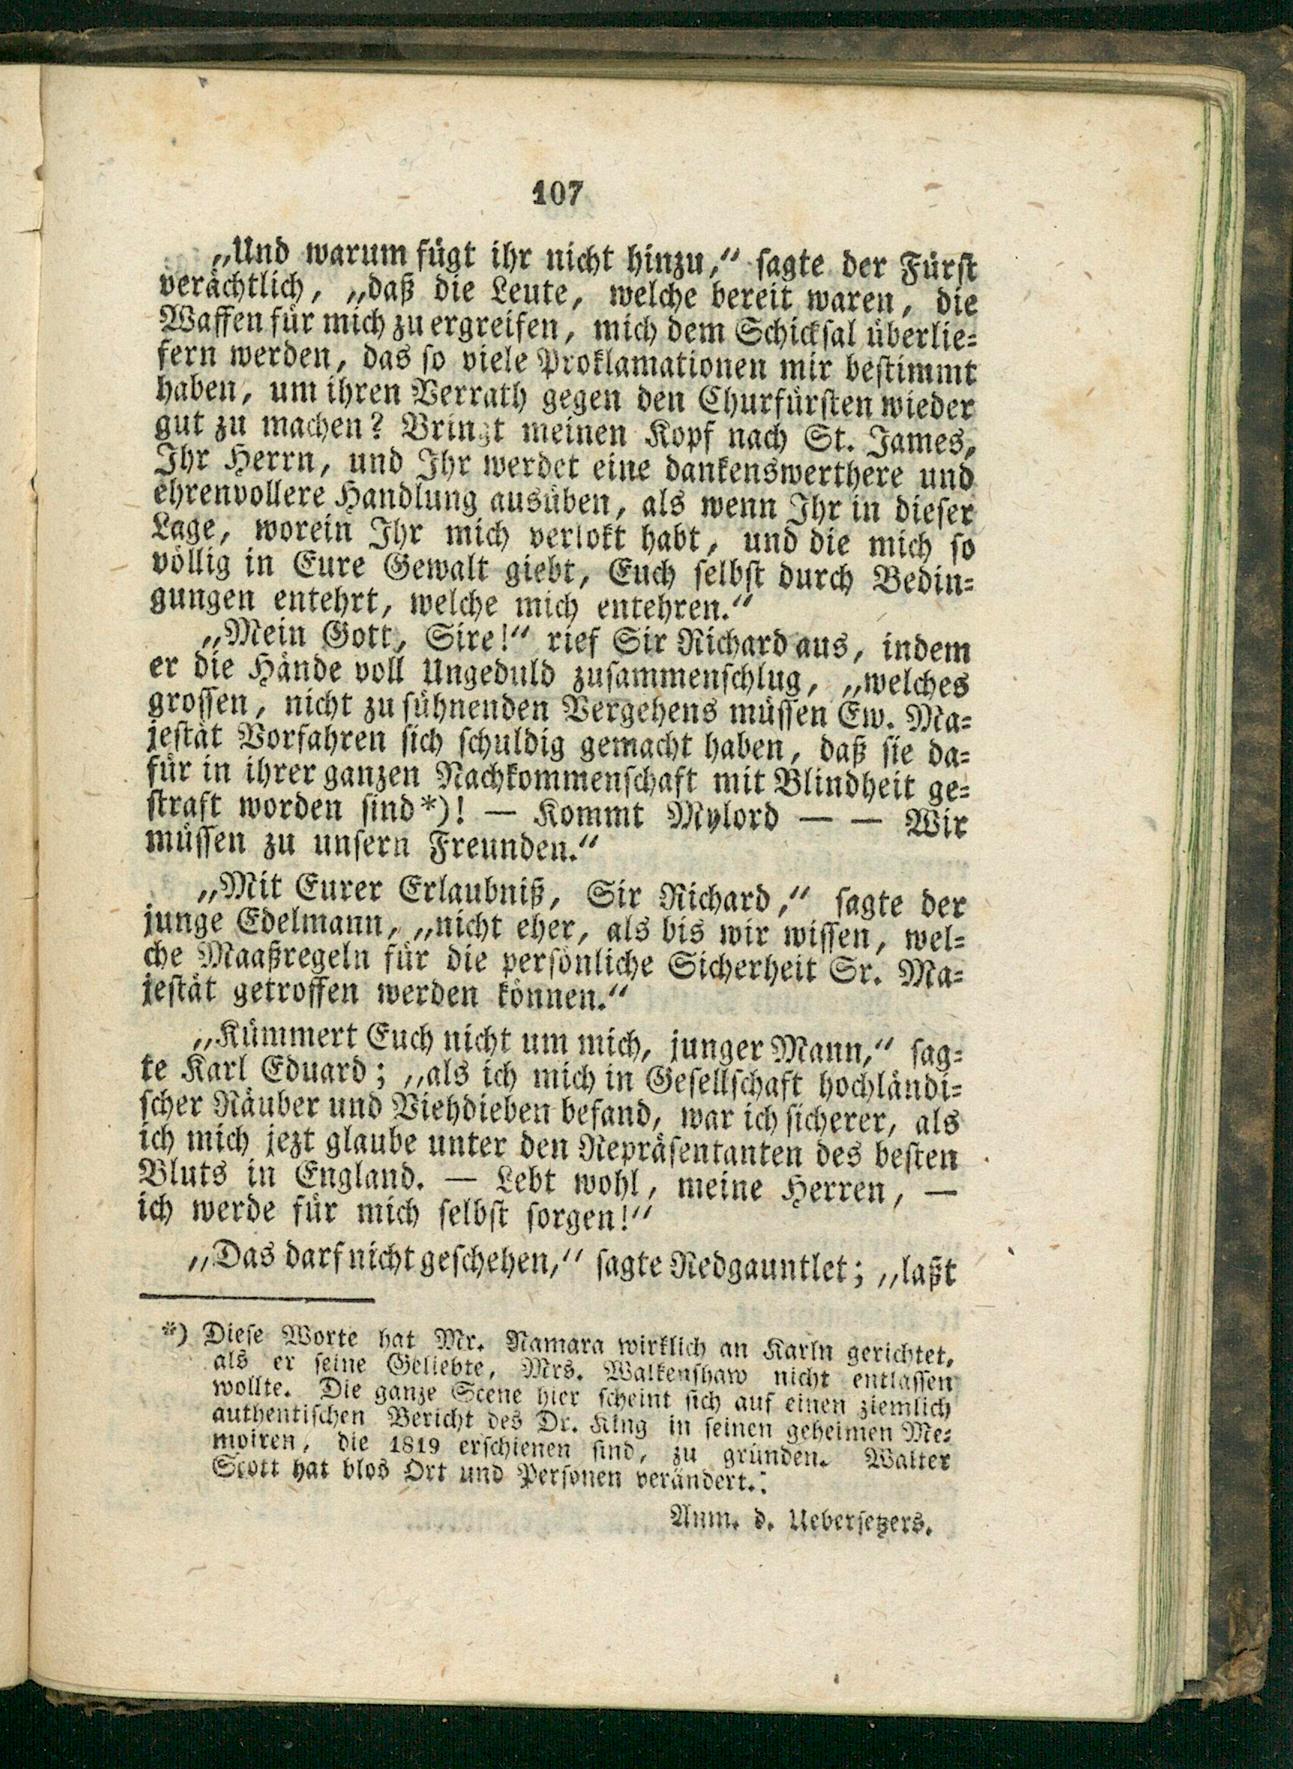 107
„Und warum fügt ihr nicht hinzu,“ sagte der Fürst
verächtlich, „daß die Leute, welche bereit waren, die
Waffen für mich zu ergreifen, mich dem Schicksal überlie-
fern werden, das so viele Proklamationen mir bestimmt
haben, um ihren Verrath gegen den Churfürsten wieder
gut zu machen? Bringt meinen Kopf nach St. James,
Ihr Herrn, und Ihr werdet eine dankenswerthere und
ehrenvollere Handlung ausüben, als wenn Ihr in dieser
Lage, worein Ihr mich verlokt habt, und die mich so
völlig in Eure Gewalt giebt, Euch selbst durch Bedin-
gungen entehrt, welche mich entehren.“
„Mein Gott, Sire!“ rief Sir Richard aus, indem
er die Hände voll Ungeduld zusammenschlug, „welches
grossen, nicht zu sühnenden Vergehens müssen Ew. Ma-
jestät Vorfahren sich schuldig gemacht haben, daß sie da-
für in ihrer ganzen Nachkommenschaft mit Blindheit ge-
straft worden sind*)! — Kommt Mylord — — Wir
müssen zu unsern Freunden.“
„Mit Eurer Erlaubniß, Sir Richard,“ sagte der
junge Edelmann, „nicht eher, als bis wir wissen, wel-
che Maaßregeln für die persönliche Sicherheit Sr. Ma-
jestät getroffen werden können.“
„Kümmert Euch nicht um mich, junger Mann,“ sag-
te Karl Eduard; „als ich mich in Gesellschaft hochländi-
scher Räuber und Viehdieben befand, war ich sicherer, als
ich mich jezt glaube unter den Repräsentanten des besten
Bluts in England. — Lebt wohl, meine Herren, —
ich werde für mich selbst sorgen!“
„Das darf nicht geschehen,“ sagte Redgauntlet; „laßt
*) Diese Worte hat Mr. Namara wirklich an Karln gerichtet,
als er seine Geliebte, Mrs. Walkenshaw nicht entlassen
wollte. Die ganze Scene hier scheint sich auf einen ziemlich
authentischen Bericht des Dr. King in seinen geheimen Me-
moiren, die 1819 erschienen sind, zu gründen. Walter
Scott hat blos Ort und Personen verändert.
Anm. d. Uebersetzers.